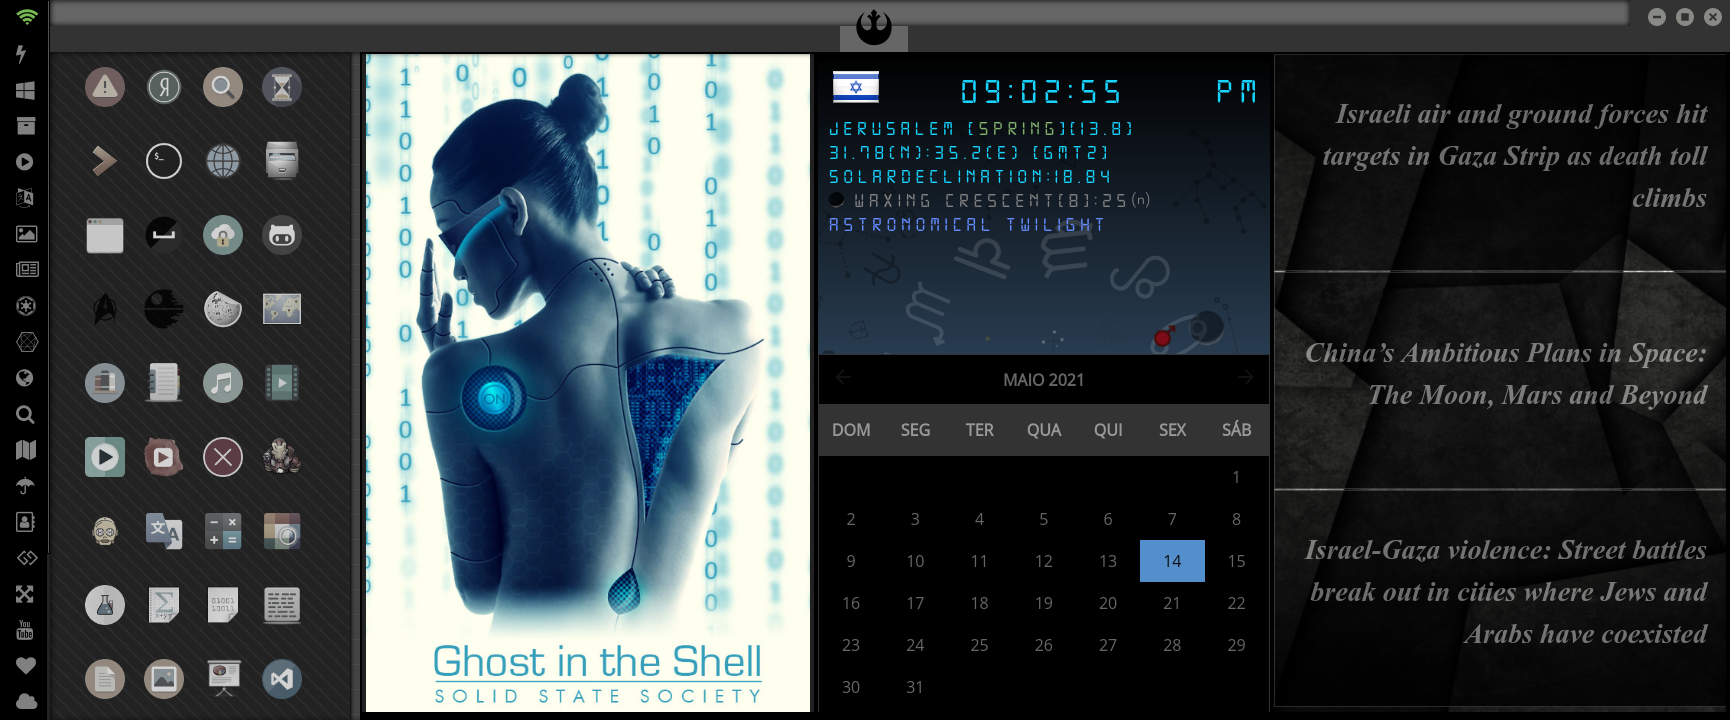 09:02:55 PM
JERUSALEM [SPRING](13.8)
31.78(N):35.2(E) [GMT2]
SOLARDECLINATION:18.84
WAXING CRESCENT[8]:25(n)
ASTRONOMICAL TWILIGHT
MAIO 2021
DOM SEG TER QUA QUI SEX SÁB
1
2 3 4 5 6 7 8
9 10 11 12 13 14 15
16 17 18 19 20 21 22
23 24 25 26 27 28 29
30 31
ON
Ghost in the Shell
SOLID STATE SOCIETY
Israeli air and ground forces hit
targets in Gaza Strip as death toll
climbs
China’s Ambitious Plans in Space:
The Moon, Mars and Beyond
Israel-Gaza violence: Street battles
break out in cities where Jews and
Arabs have coexisted
You
Tube